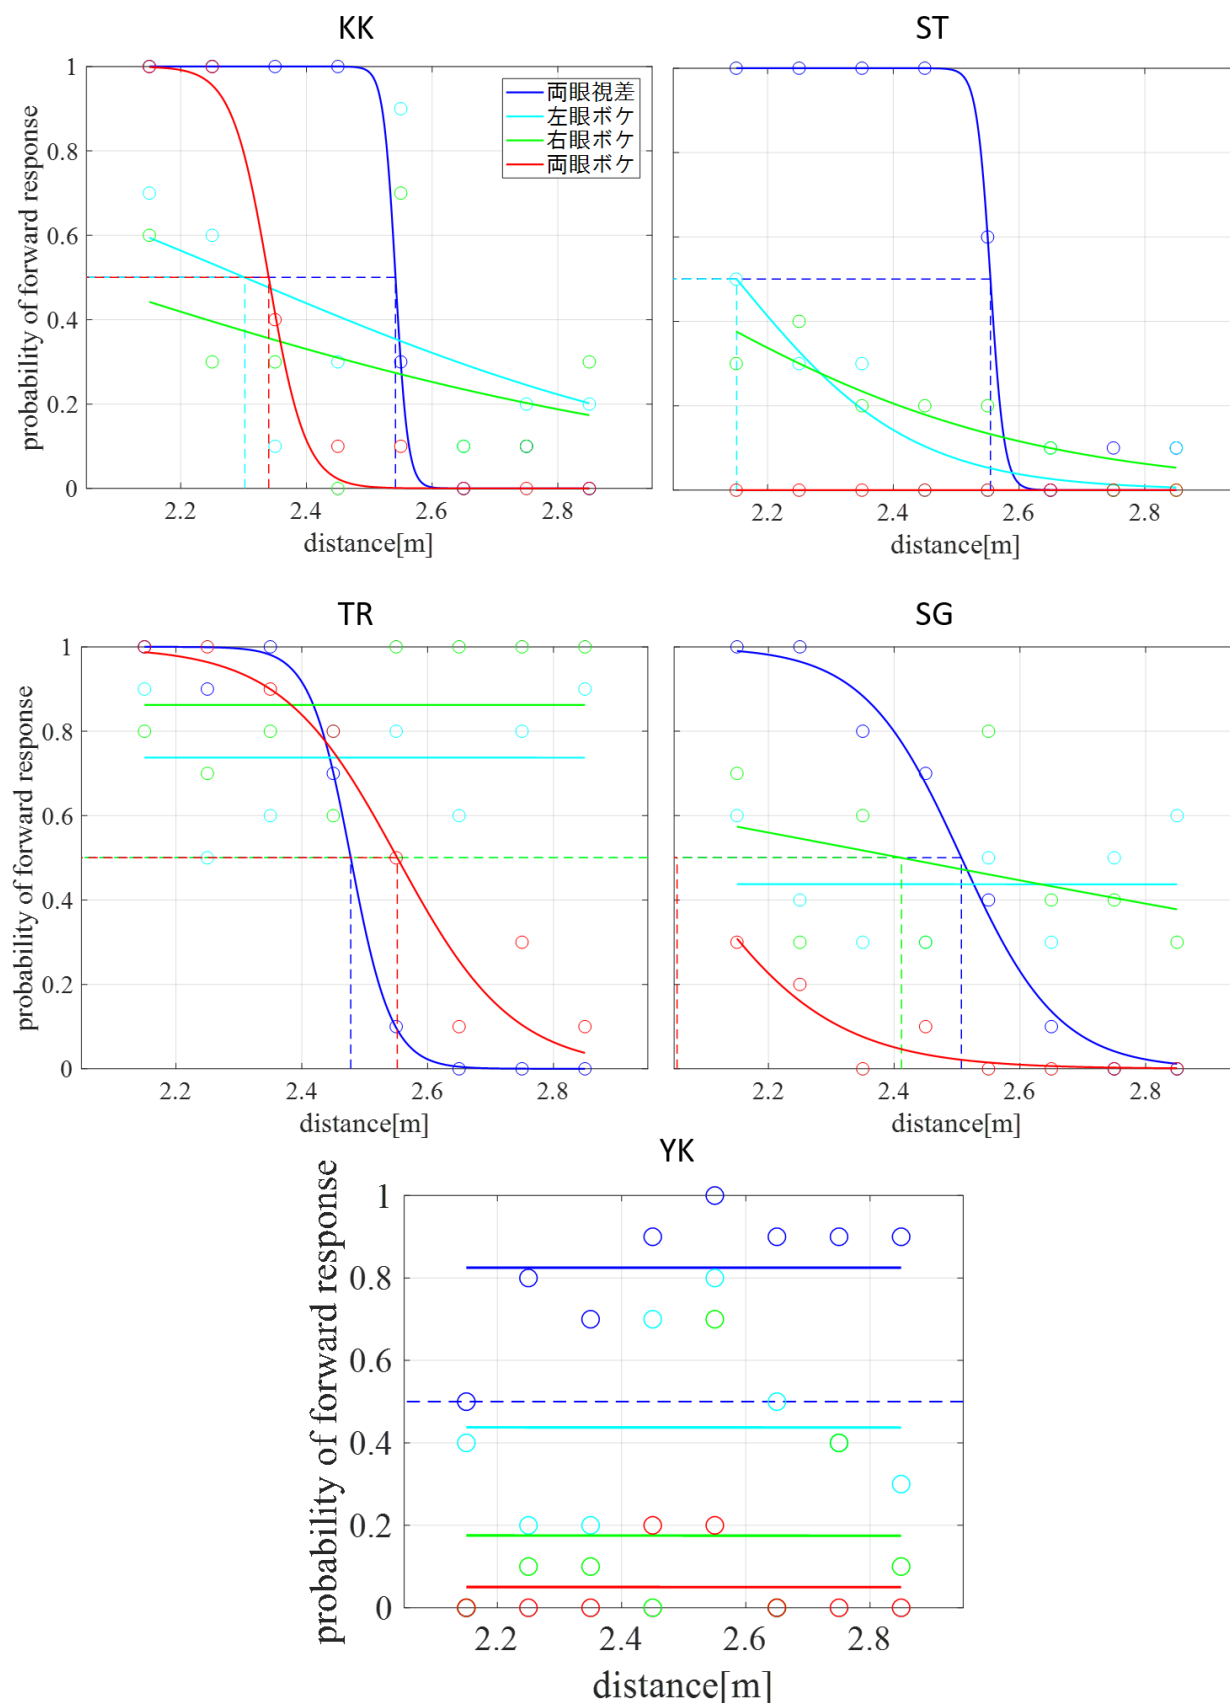 KK
ST
probability of forward response
1
0.8
0.6
0.4
0.2
0
両眼視差
左眼ボケ
右眼ボケ
両眼ボケ
2.2
2.4
2.6
2.8
distance[m]
2.2
2.4
2.6
2.8
distance[m]
TR
SG
probability of forward response
1
0.8
0.6
0.4
0.2
0
2.2
2.4
2.6
2.8
distance[m]
2.2
2.4
2.6
2.8
distance[m]
YK
probability of forward response
1
0.8
0.6
0.4
0.2
0
2.2
2.4
2.6
2.8
distance[m]